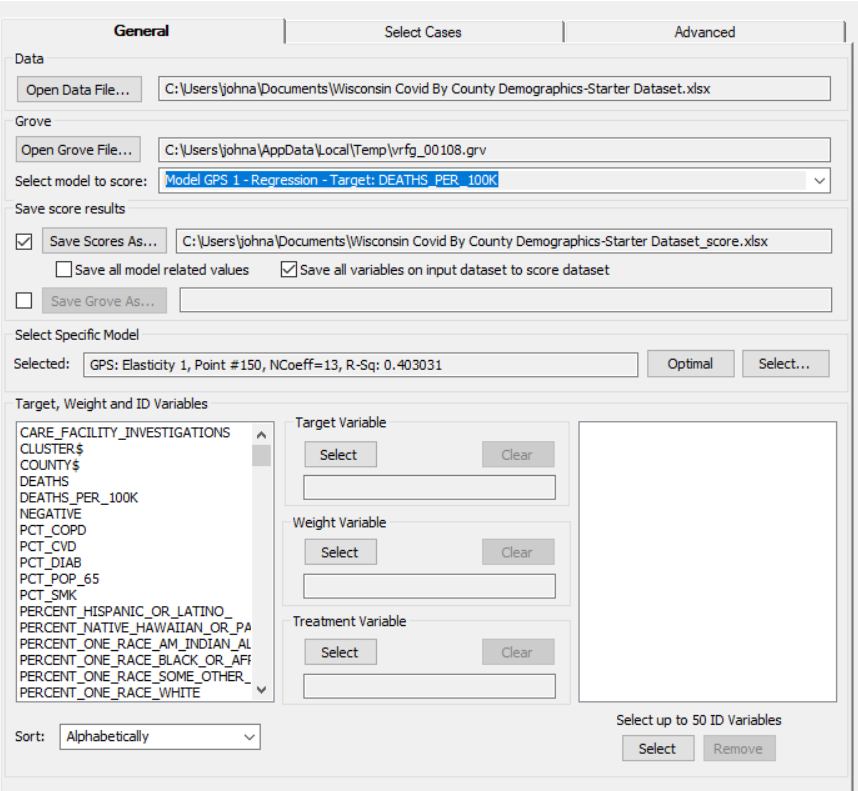 General Select Cases Advanced
Data
Open Data File... C:\Users\johna\Documents\Wisconsin Covid By County Demographics-Starter Dataset.xlsx
Grove
Open Grove File... C:\Users\johna\AppData\Local\Temp\vrfg_00108.grv
Select model to score: Model GPS 1 - Regression - Target: DEATHS_PER_100K
Save score results
Save Scores As... C:\Users\johna\Documents\Wisconsin Covid By County Demographics-Starter Dataset_score.xlsx
Save all model related values Save all variables on input dataset to score dataset
Save Grove As...
Select Specific Model
Selected: GPS: Elasticity 1, Point #150, NCoeff=13, R-Sq: 0.403031 Optimal Select...
Target, Weight and ID Variables
CARE_FACILITY_INVESTIGATIONS
CLUSTER$
COUNTY$
DEATHS
DEATHS_PER_100K
NEGATIVE
PCT_COPD
PCT_CVD
PCT_DIAB
PCT_POP_65
PCT_SMK
PERCENT_HISPANIC_OR_LATINO_
PERCENT_NATIVE_HAWAIIAN_OR_PA
PERCENT_ONE_RACE_AM_INDIAN_AL
PERCENT_ONE_RACE_BLACK_OR_AFF
PERCENT_ONE_RACE_SOME_OTHER_
PERCENT_ONE_RACE_WHITE
Sort: Alphabetically
Target Variable
Select Clear
Weight Variable
Select Clear
Treatment Variable
Select Clear
Select up to 50 ID Variables
Select Remove